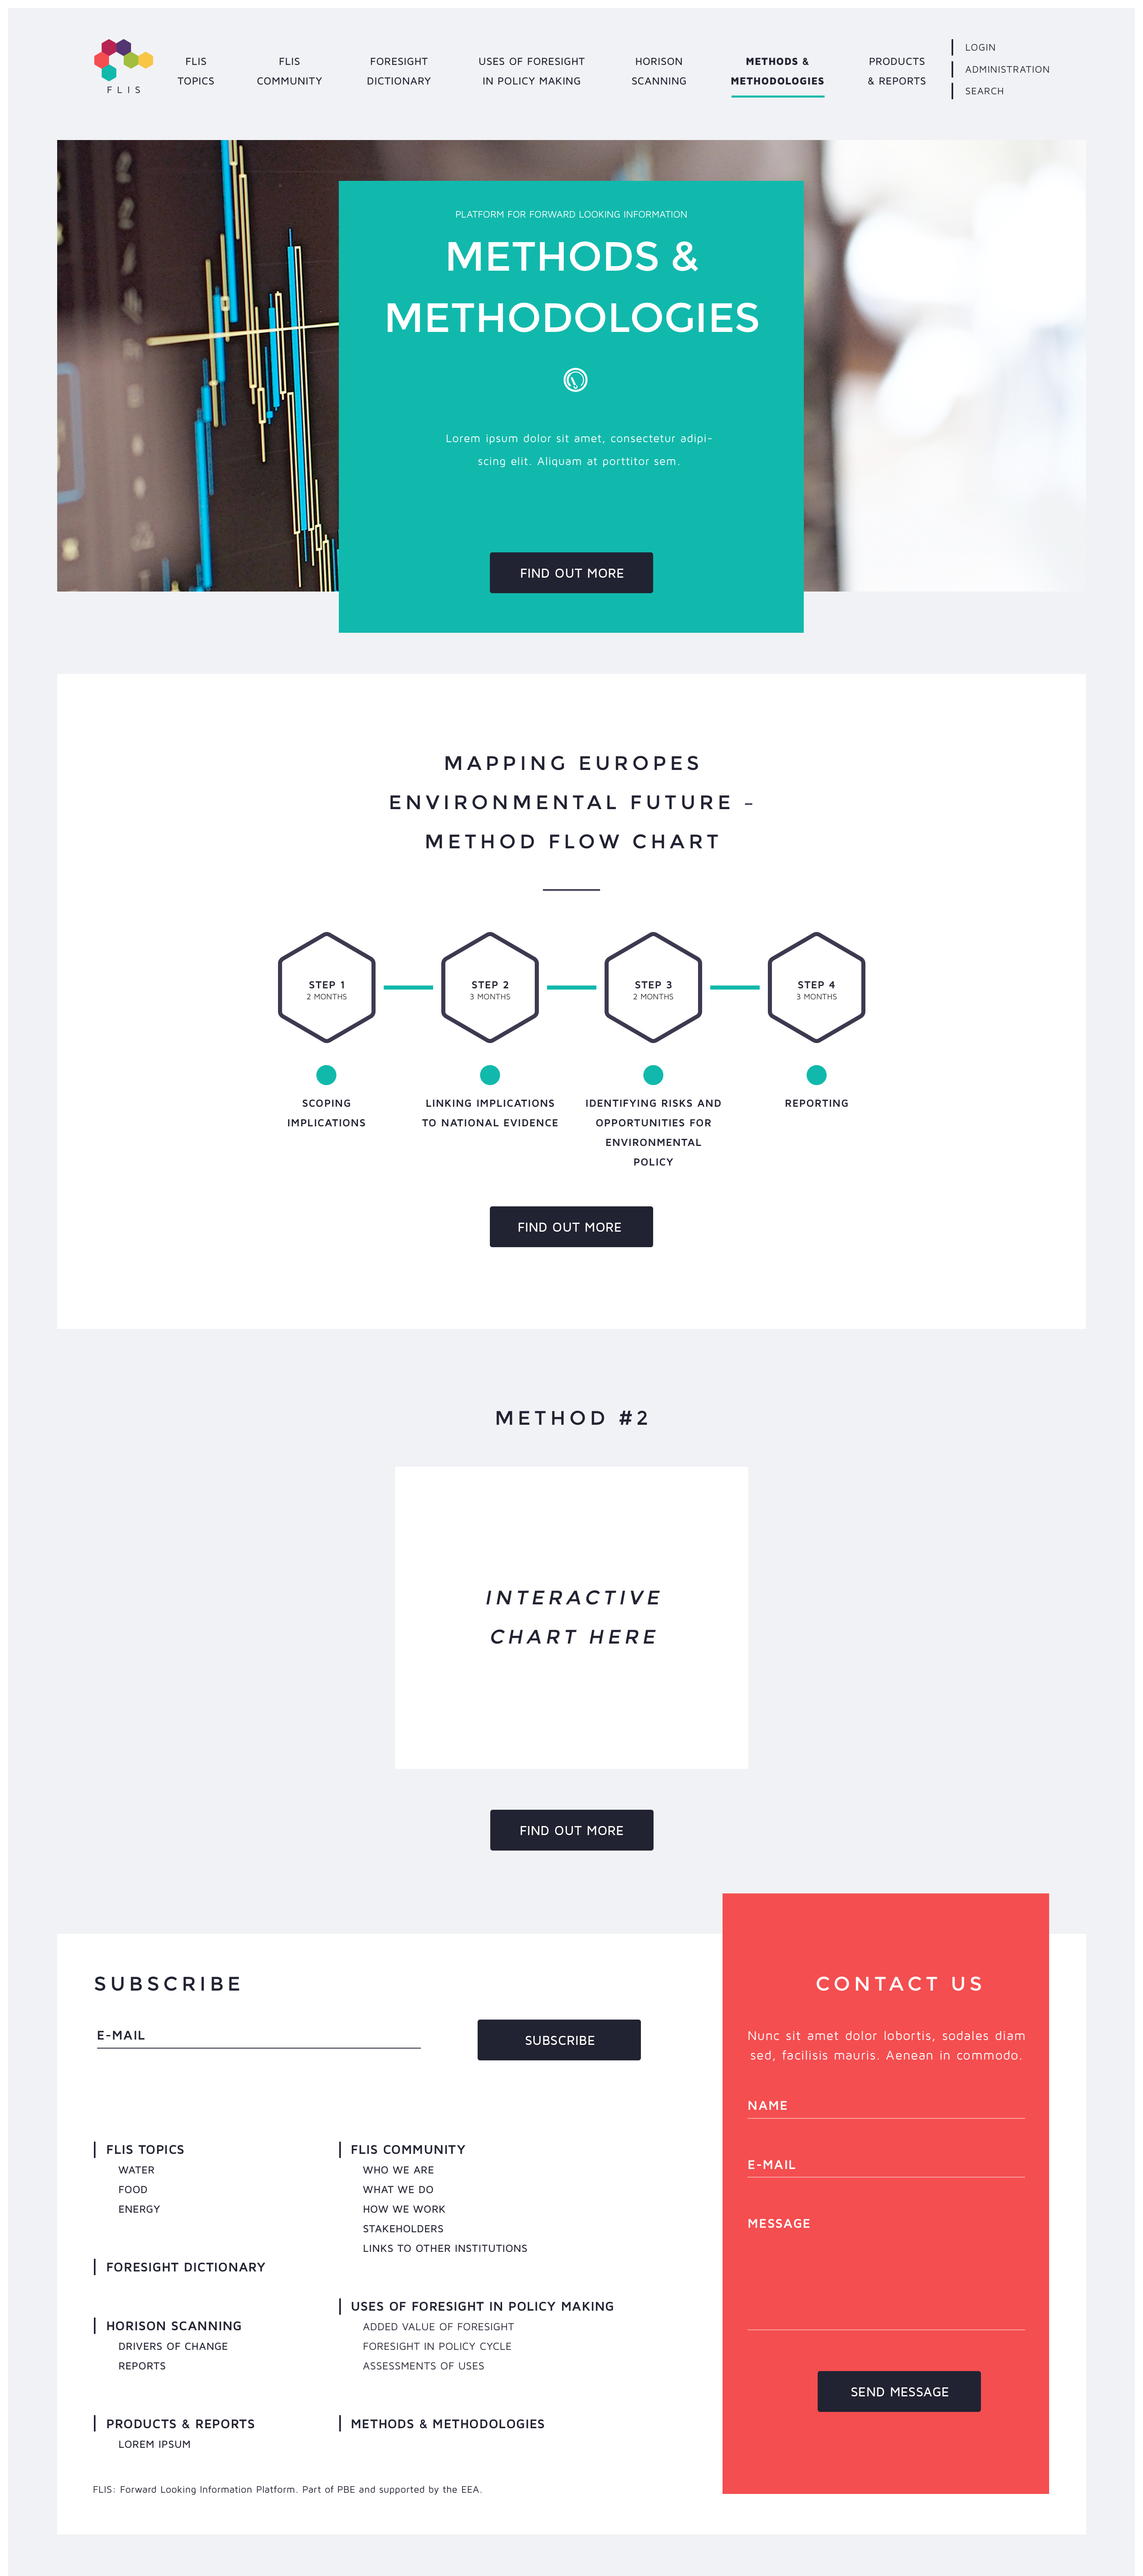 FLIS
FLIS
TOPICS
FLIS
COMMUNITY
FORESIGHT
DICTIONARY
USES OF FORESIGHT
IN POLICY MAKING
HORISON
SCANNING
METHODS &
METHODOLOGIES
PRODUCTS
& REPORTS
LOGIN
ADMINISTRATION
SEARCH
PLATFORM FOR FORWARD LOOKING INFORMATION
METHODS &
METHODOLOGIES
Lorem ipsum dolor sit amet, consectetur adipi-
scing elit. Aliquam at porttitor sem.
FIND OUT MORE
MAPPING EUROPES
ENVIRONMENTAL FUTURE –
METHOD FLOW CHART
STEP 1
2 MONTHS
STEP 2
3 MONTHS
STEP 3
2 MONTHS
STEP 4
3 MONTHS
SCOPING
IMPLICATIONS
LINKING IMPLICATIONS
TO NATIONAL EVIDENCE
IDENTIFYING RISKS AND
OPPORTUNITIES FOR
ENVIRONMENTAL
POLICY
REPORTING
FIND OUT MORE
METHOD #2
INTERACTIVE
CHART HERE
FIND OUT MORE
SUBSCRIBE
E-MAIL
SUBSCRIBE
FLIS TOPICS
WATER
FOOD
ENERGY
FORESIGHT DICTIONARY
HORISON SCANNING
DRIVERS OF CHANGE
REPORTS
PRODUCTS & REPORTS
LOREM IPSUM
FLIS COMMUNITY
WHO WE ARE
WHAT WE DO
HOW WE WORK
STAKEHOLDERS
LINKS TO OTHER INSTITUTIONS
USES OF FORESIGHT IN POLICY MAKING
ADDED VALUE OF FORESIGHT
FORESIGHT IN POLICY CYCLE
ASSESSMENTS OF USES
METHODS & METHODOLOGIES
FLIS: Forward Looking Information Platform. Part of PBE and supported by the EEA.
CONTACT US
Nunc sit amet dolor lobortis, sodales diam
sed, facilisis mauris. Aenean in commodo.
NAME
E-MAIL
MESSAGE
SEND MESSAGE